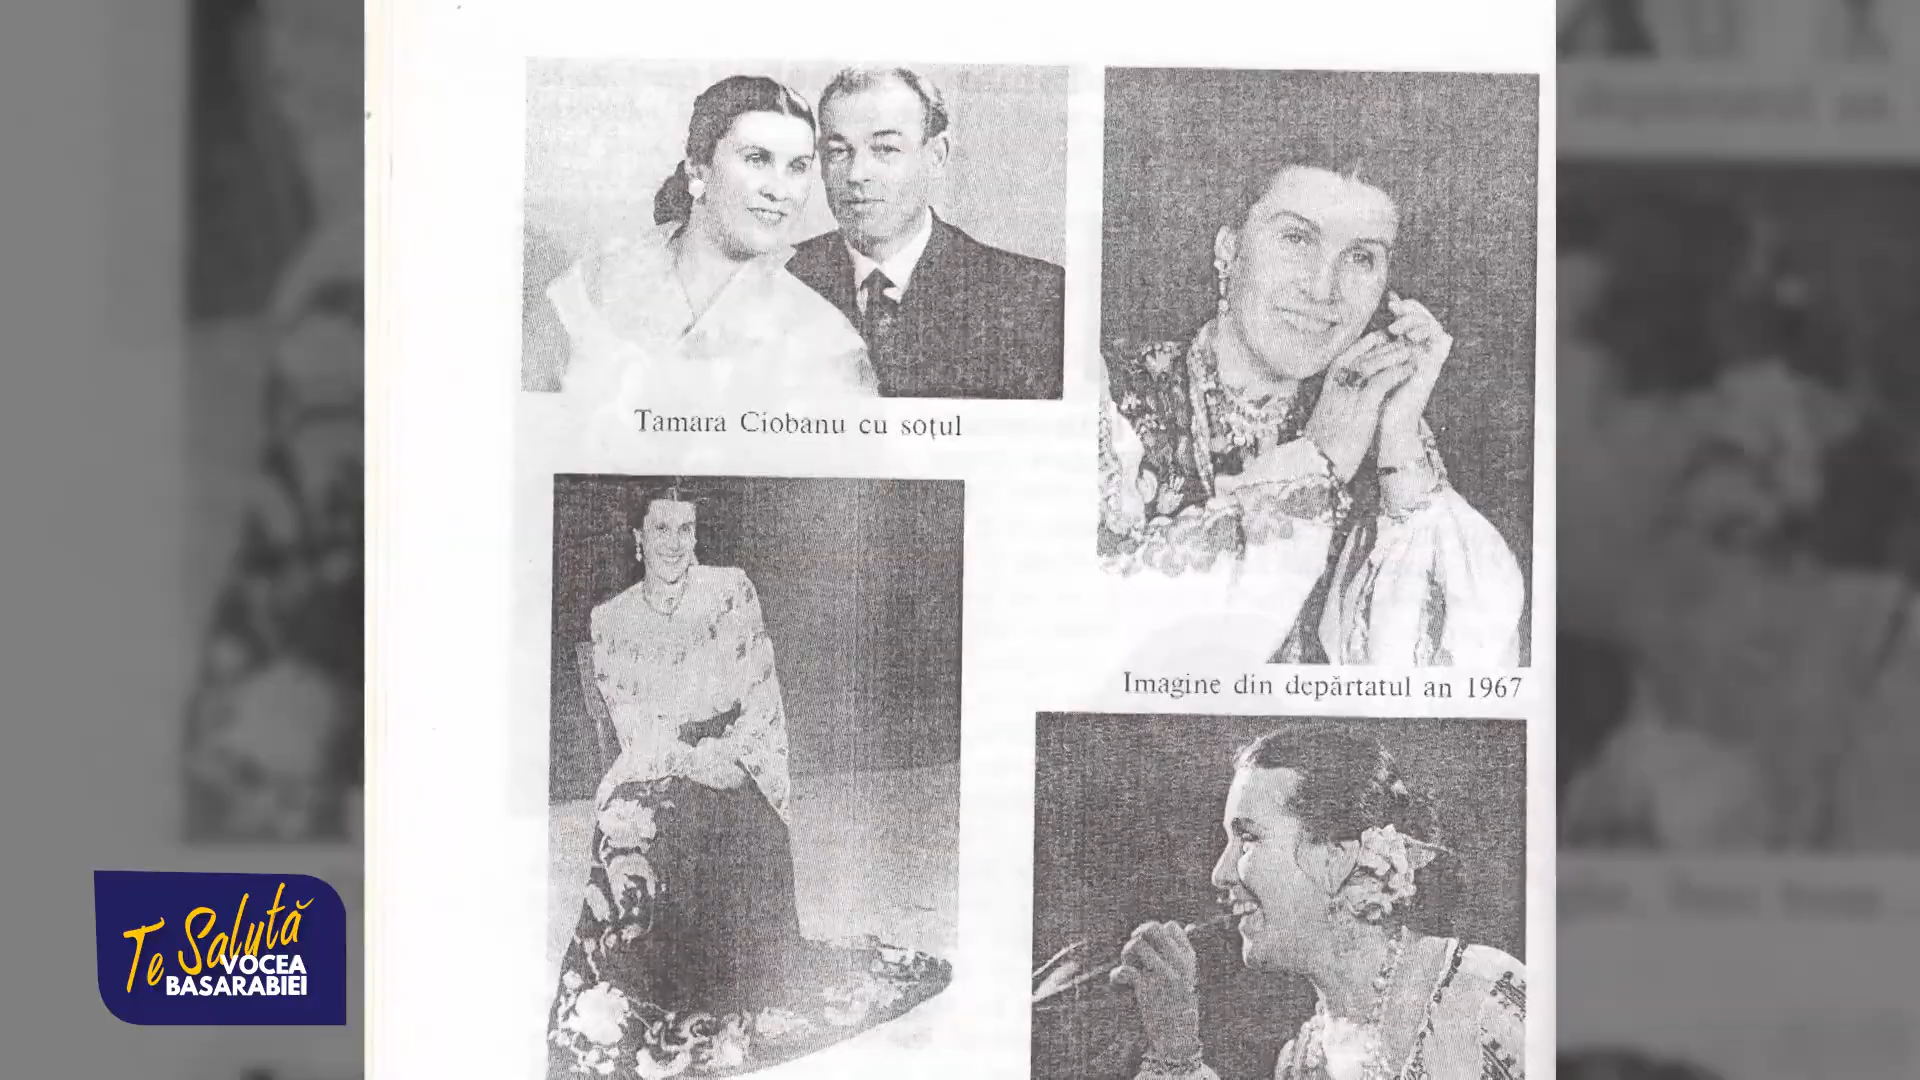 Tamara Ciobanu cu soțul
Imagine din depărtatul an 1967
Te Salută
VOCEA
BASARABIEI